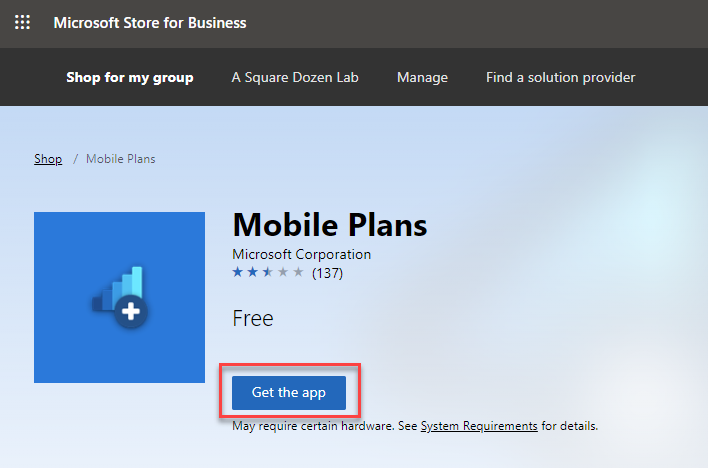 Microsoft Store for Business
Shop for my group A Square Dozen Lab Manage Find a solution provider
Shop / Mobile Plans
Mobile Plans
Microsoft Corporation
(137)
Free
Get the app
May require certain hardware. See System Requirements for details.